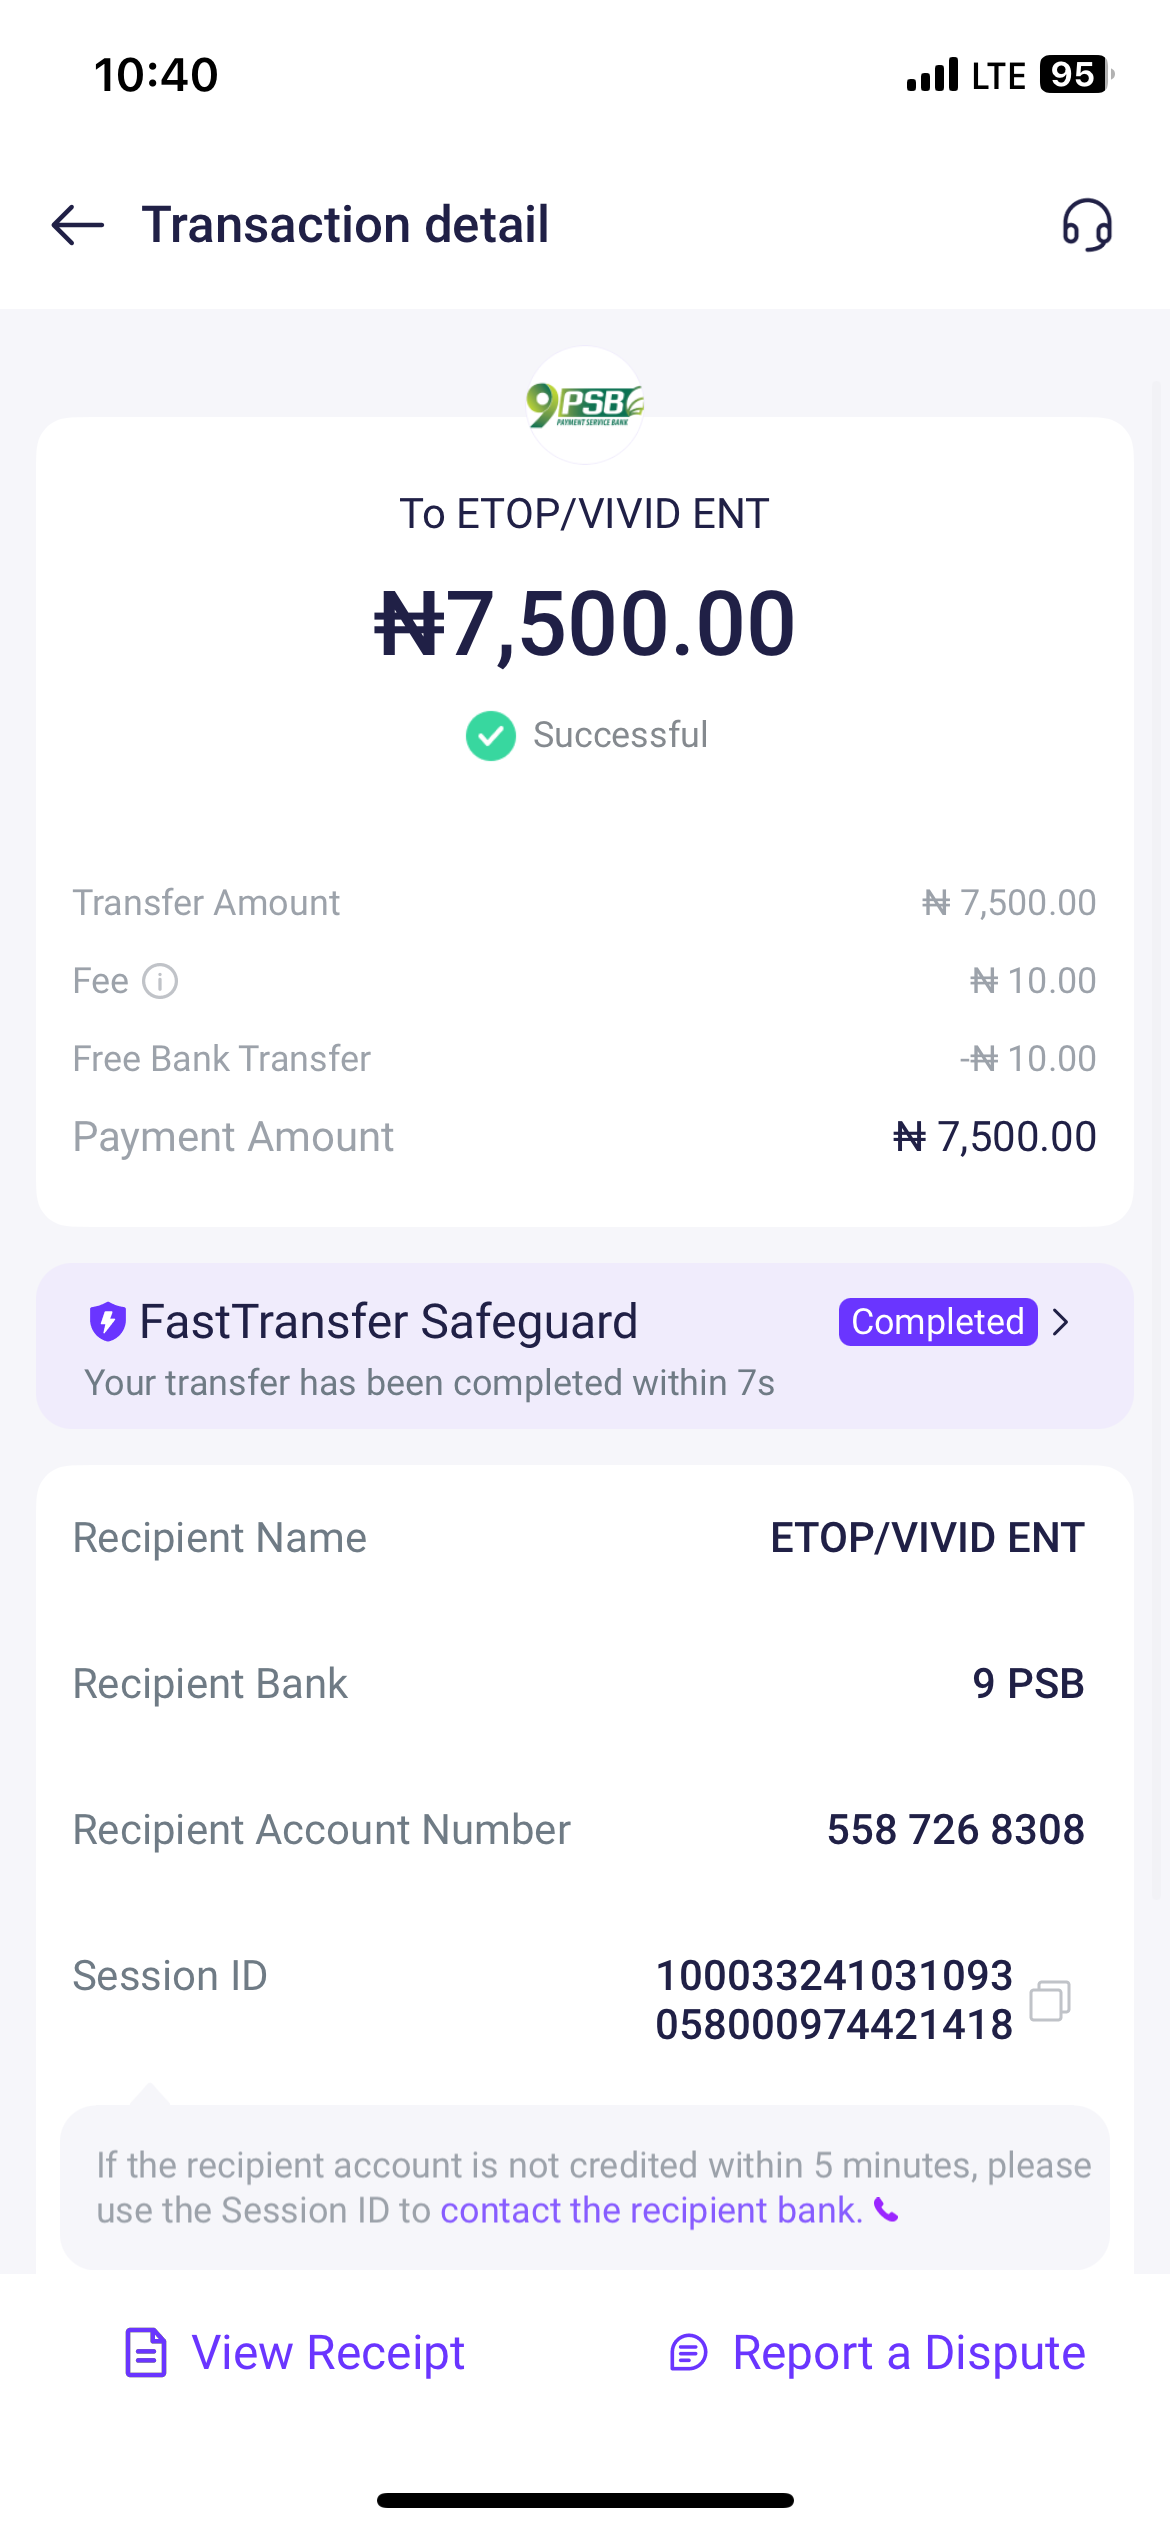 10:40
LTE 95
Transaction detail
9PSB
PAYMENT SERVICE BANK
To ETOP/VIVID ENT
₦7,500.00
Successful
Transfer Amount ₦ 7,500.00
Fee ₦ 10.00
Free Bank Transfer -₦ 10.00
Payment Amount ₦ 7,500.00
FastTransfer Safeguard Completed
Your transfer has been completed within 7s
Recipient Name ETOP/VIVID ENT
Recipient Bank 9 PSB
Recipient Account Number 558 726 8308
Session ID 100033241031093
058000974421418
If the recipient account is not credited within 5 minutes, please
use the Session ID to contact the recipient bank.
View Receipt Report a Dispute